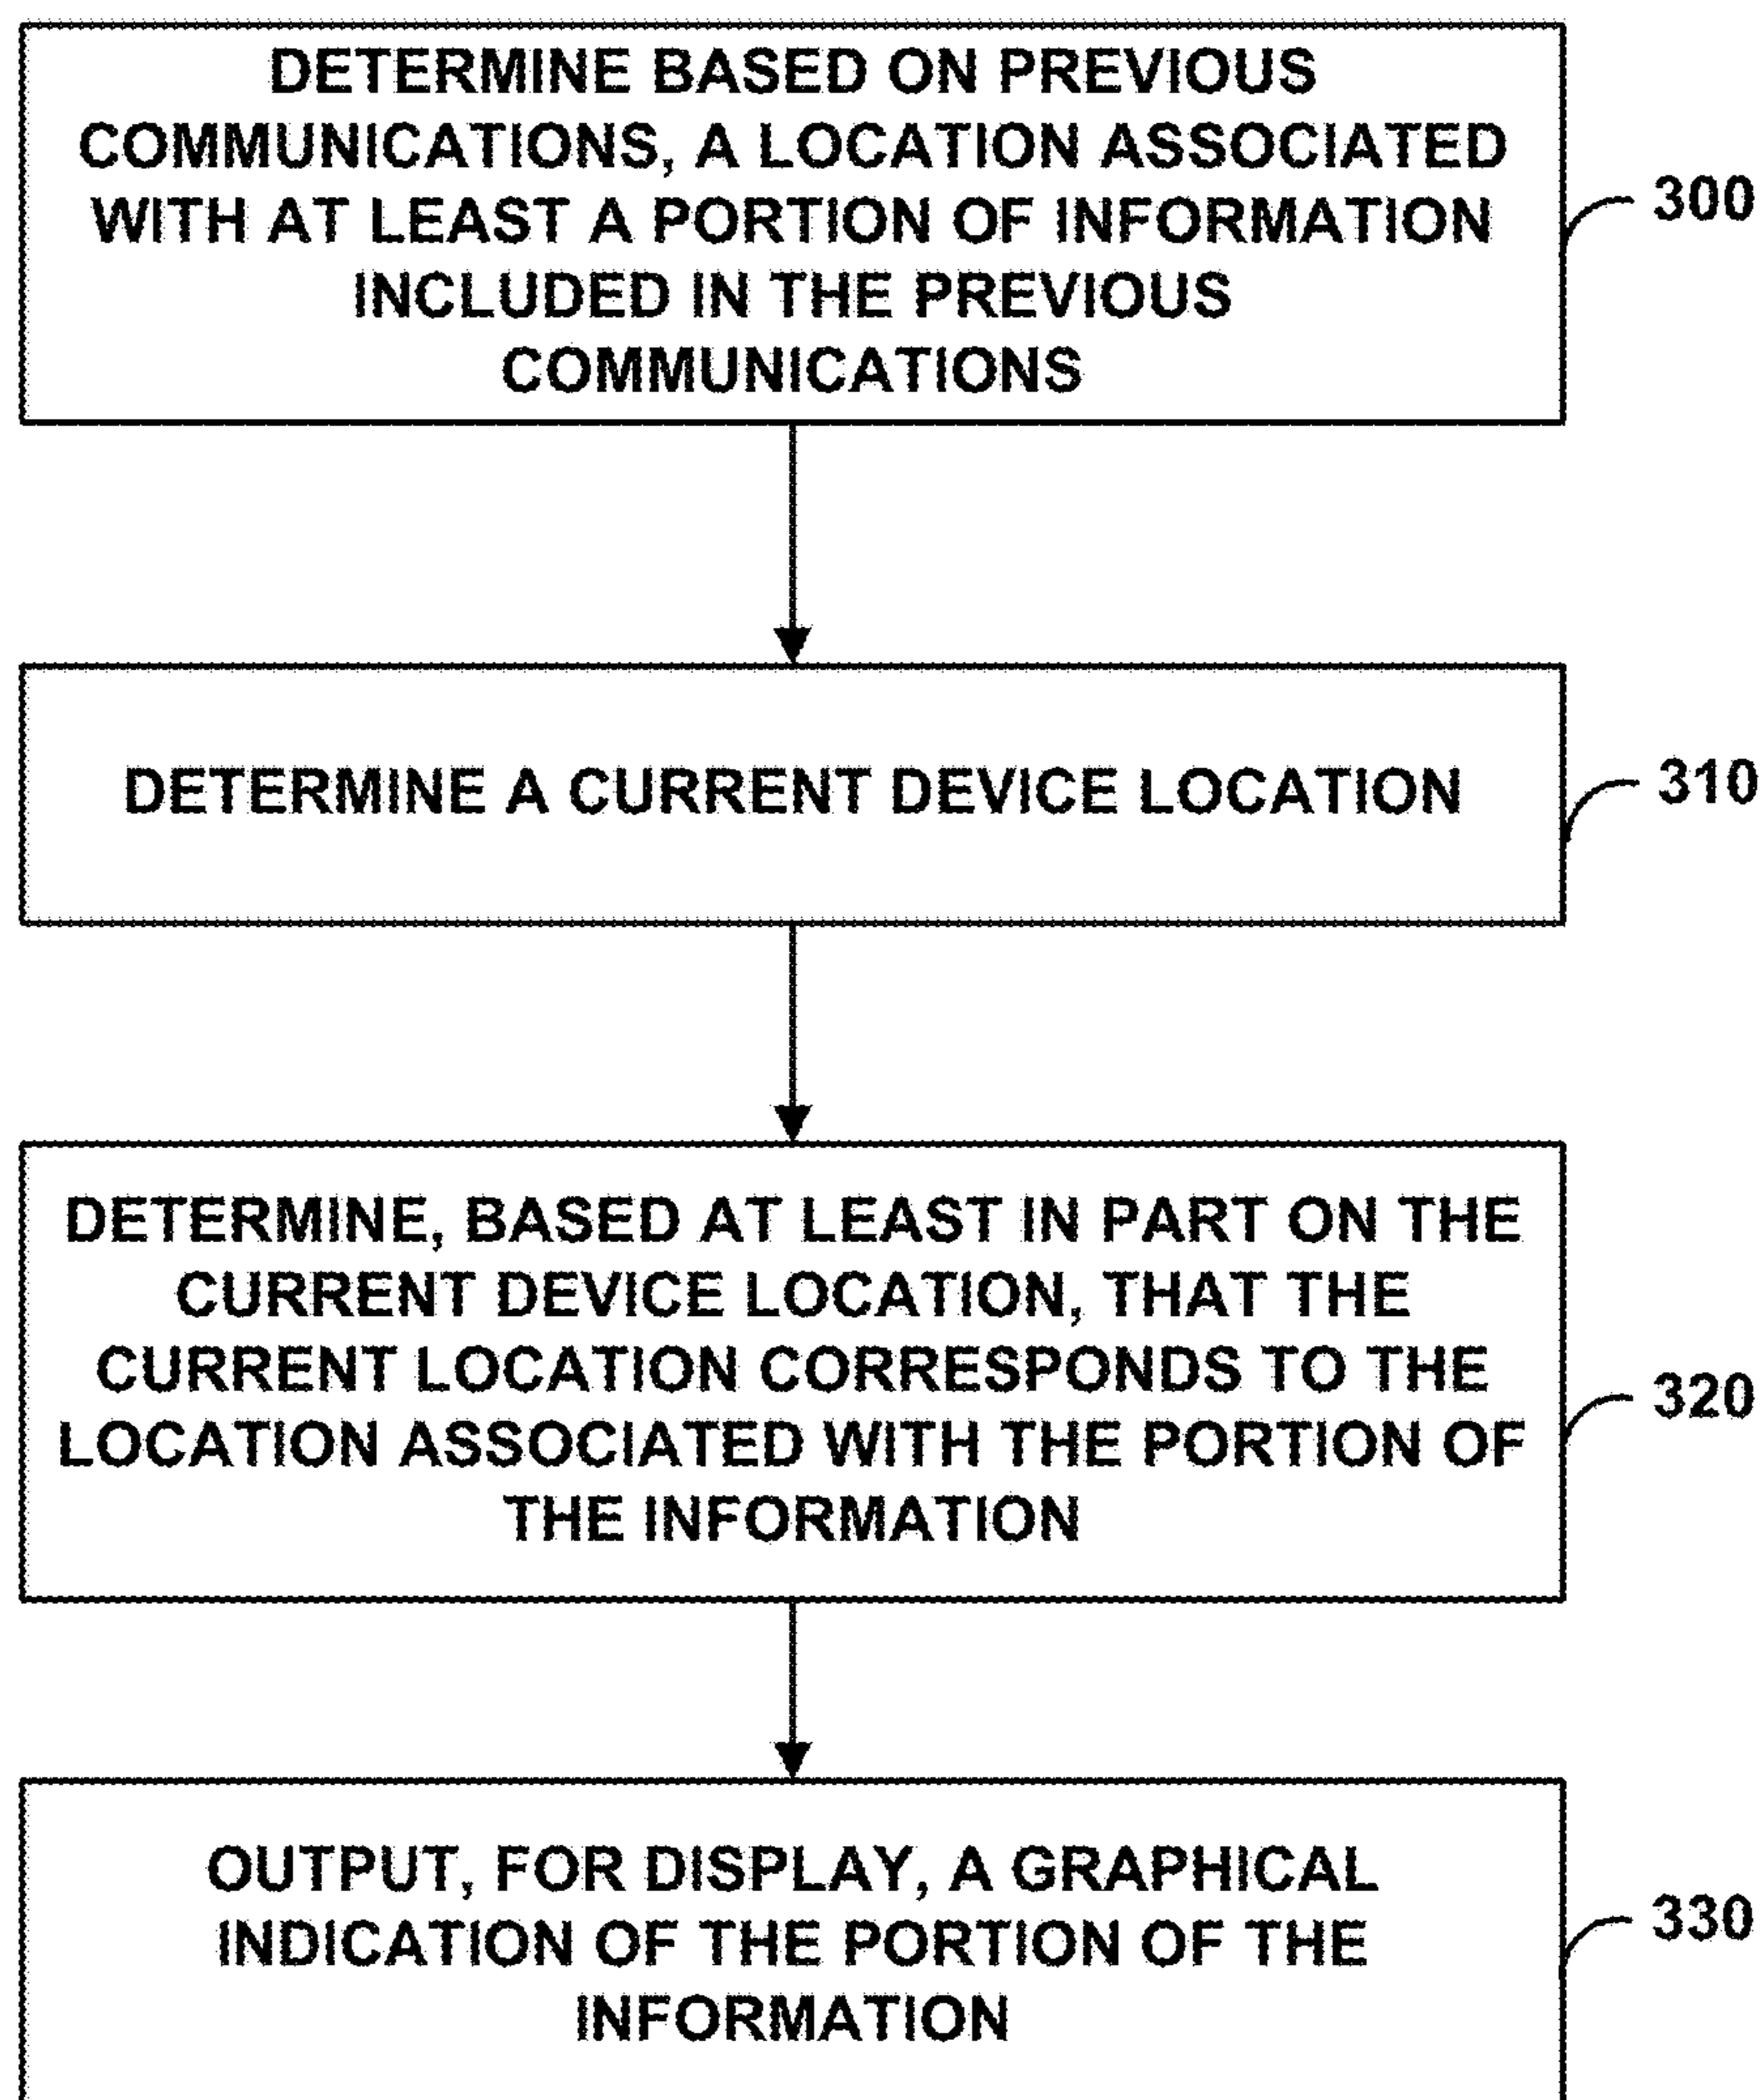 DETERMINE BASED ON PREVIOUS
COMMUNICATIONS, A LOCATION ASSOCIATED
WITH AT LEAST A PORTION OF INFORMATION
INCLUDED IN THE PREVIOUS
COMMUNICATIONS
300
DETERMINE A CURRENT DEVICE LOCATION
310
DETERMINE, BASED AT LEAST IN PART ON THE
CURRENT DEVICE LOCATION, THAT THE
CURRENT LOCATION CORRESPONDS TO THE
LOCATION ASSOCIATED WITH THE PORTION OF
THE INFORMATION
320
OUTPUT, FOR DISPLAY, A GRAPHICAL
INDICATION OF THE PORTION OF THE
INFORMATION
330